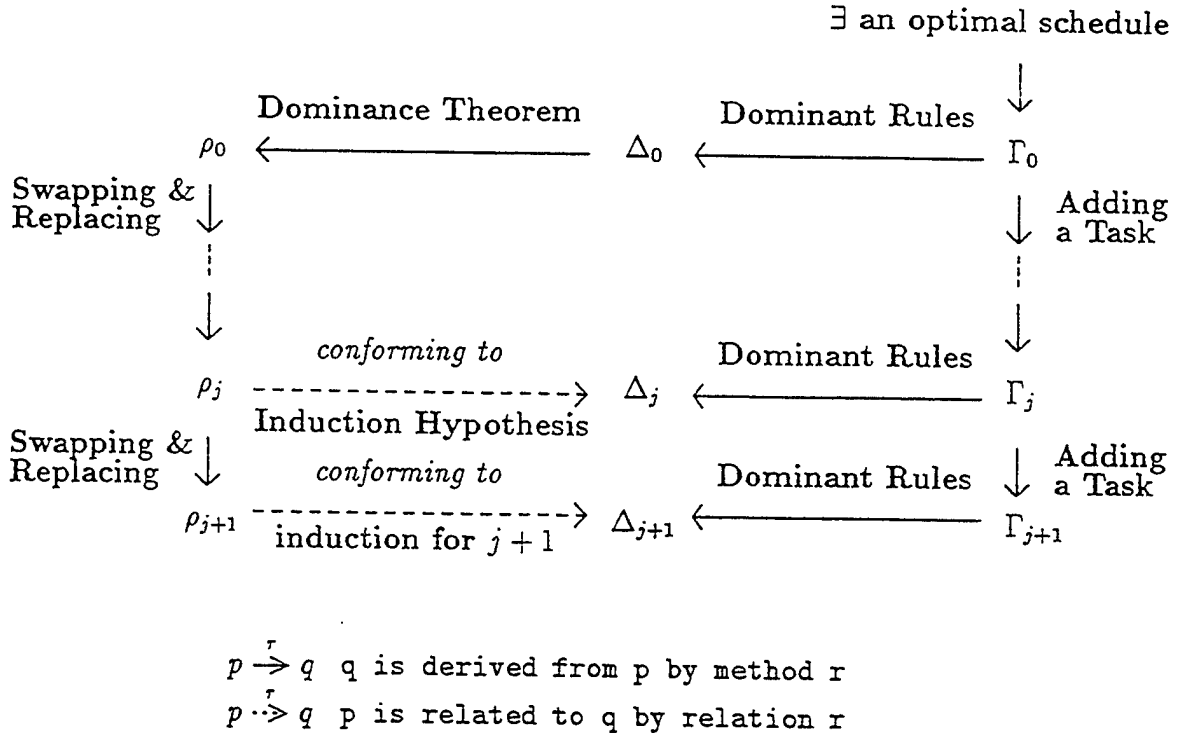 ∃ an optimal schedule
Dominance Theorem Dominant Rules
ρ₀ Δ₀ Γ₀
Swapping & Adding
Replacing a Task
conforming to Dominant Rules
ρⱼ Δⱼ Γⱼ
Induction Hypothesis
Swapping & Adding
Replacing conforming to Dominant Rules a Task
ρⱼ₊₁ Δⱼ₊₁ Γⱼ₊₁
induction for j + 1
r
p → q q is derived from p by method r
r
p ⋯> q p is related to q by relation r